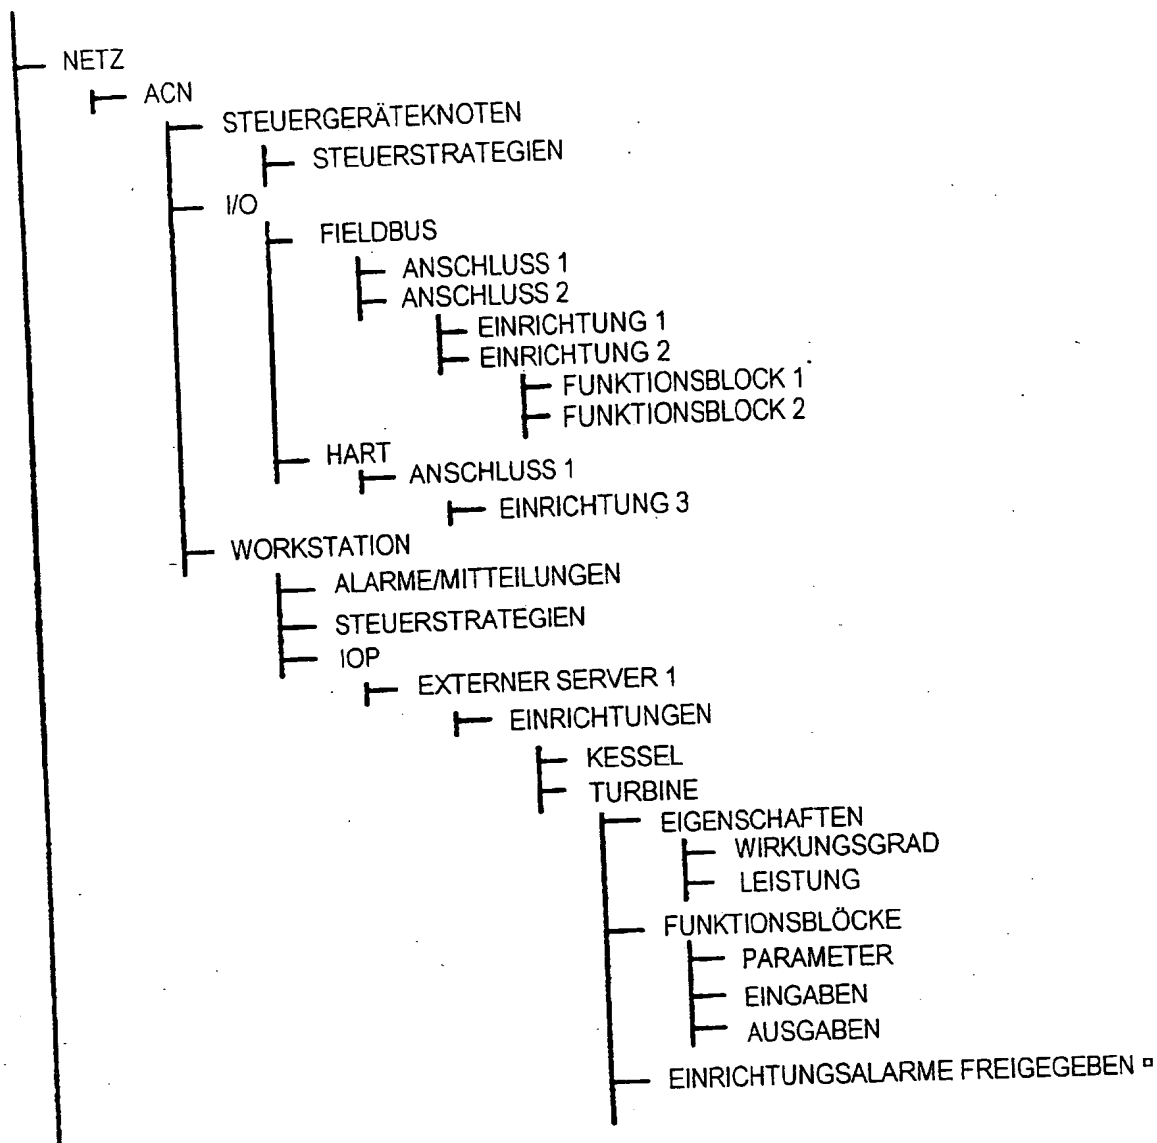 NETZ
ACN
STEUERGERÄTEKNOTEN
STEUERSTRATEGIEN
I/O
FIELDBUS
ANSCHLUSS 1
ANSCHLUSS 2
EINRICHTUNG 1
EINRICHTUNG 2
FUNKTIONSBLOCK 1
FUNKTIONSBLOCK 2
HART
ANSCHLUSS 1
EINRICHTUNG 3
WORKSTATION
ALARME/MITTEILUNGEN
STEUERSTRATEGIEN
IOP
EXTERNER SERVER 1
EINRICHTUNGEN
KESSEL
TURBINE
EIGENSCHAFTEN
WIRKUNGSGRAD
LEISTUNG
FUNKTIONSBLÖCKE
PARAMETER
EINGABEN
AUSGABEN
EINRICHTUNGSALARME FREIGEGEBEN